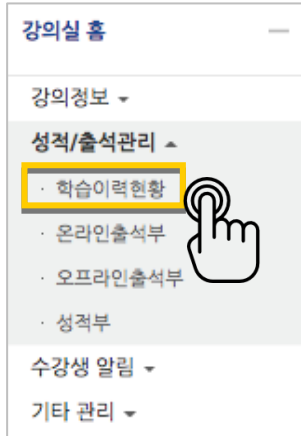 강의실 홈
강의정보
성적/출석관리
· 학습이력현황
· 온라인출석부
· 오프라인출석부
· 성적부
수강생 알림
기타 관리